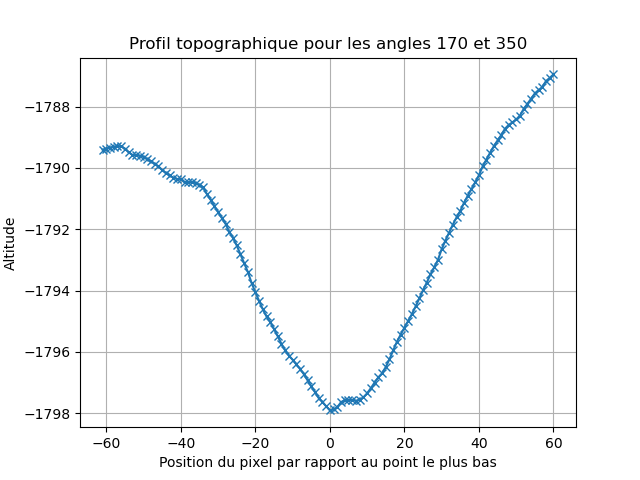 Profil topographique pour les angles 170 et 350
−1788
−1790
−1792
−1794
−1796
−1798
Altitude
−60 −40 −20 0 20 40 60
Position du pixel par rapport au point le plus bas